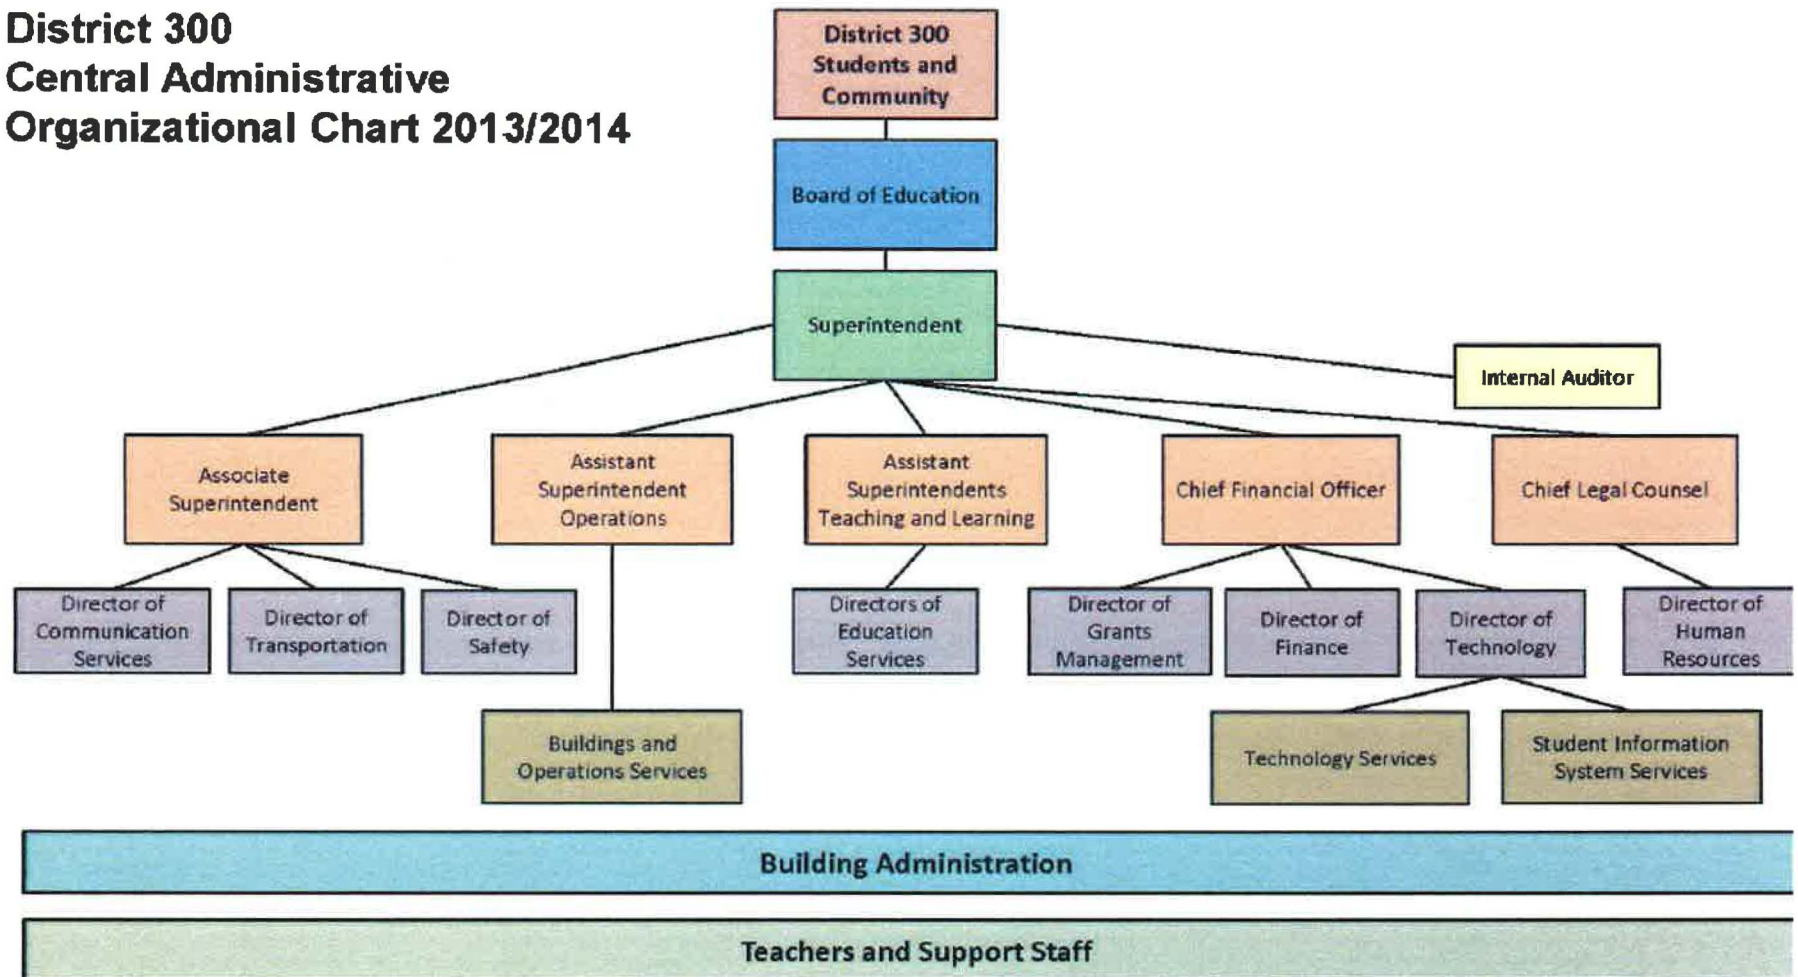 District 300
Central Administrative
Organizational Chart 2013/2014
District 300
Students and
Community
Board of Education
Superintendent
Internal Auditor
Associate
Superintendent
Assistant
Superintendent
Operations
Assistant
Superintendents
Teaching and Learning
Chief Financial Officer
Chief Legal Counsel
Director of
Communication
Services
Director of
Transportation
Director of
Safety
Directors of
Education
Services
Director of
Grants
Management
Director of
Finance
Director of
Technology
Director of
Human
Resources
Buildings and
Operations Services
Technology Services
Student Information
System Services
Building Administration
Teachers and Support Staff